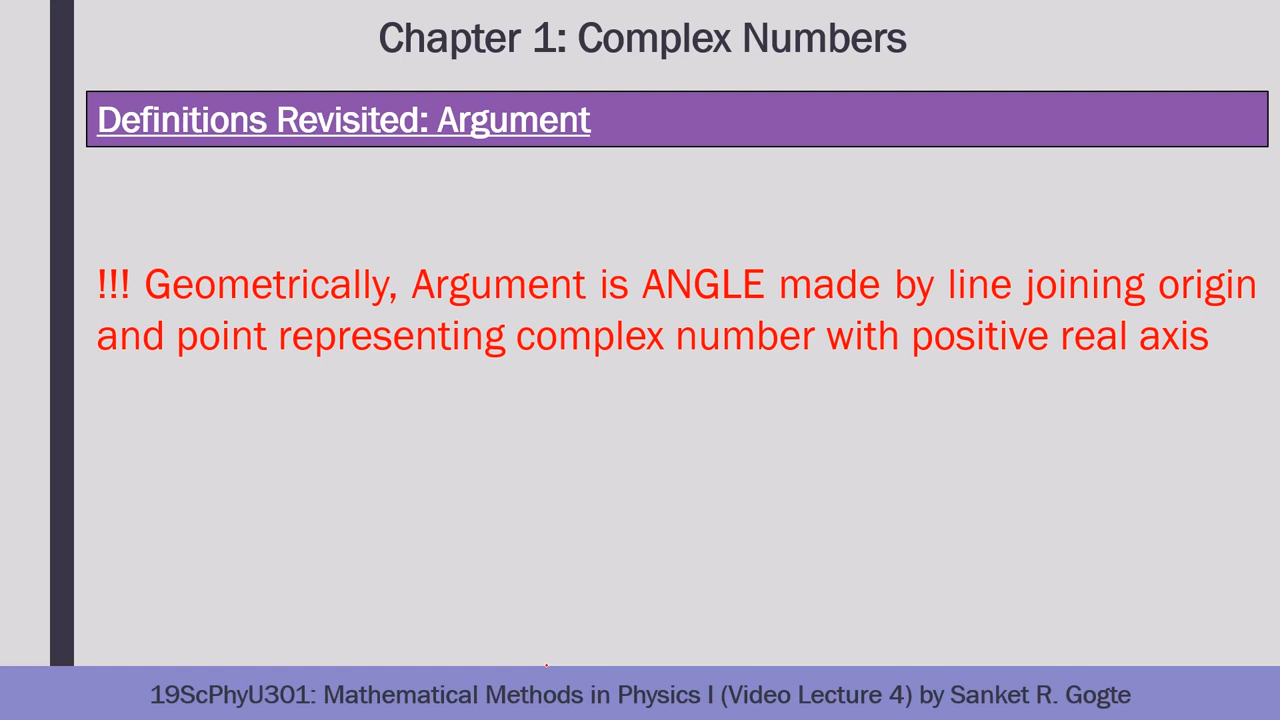 Chapter 1: Complex Numbers
Definitions Revisited: Argument
!!! Geometrically, Argument is ANGLE made by line joining origin
and point representing complex number with positive real axis
19ScPhyU301: Mathematical Methods in Physics I (Video Lecture 4) by Sanket R. Gogte